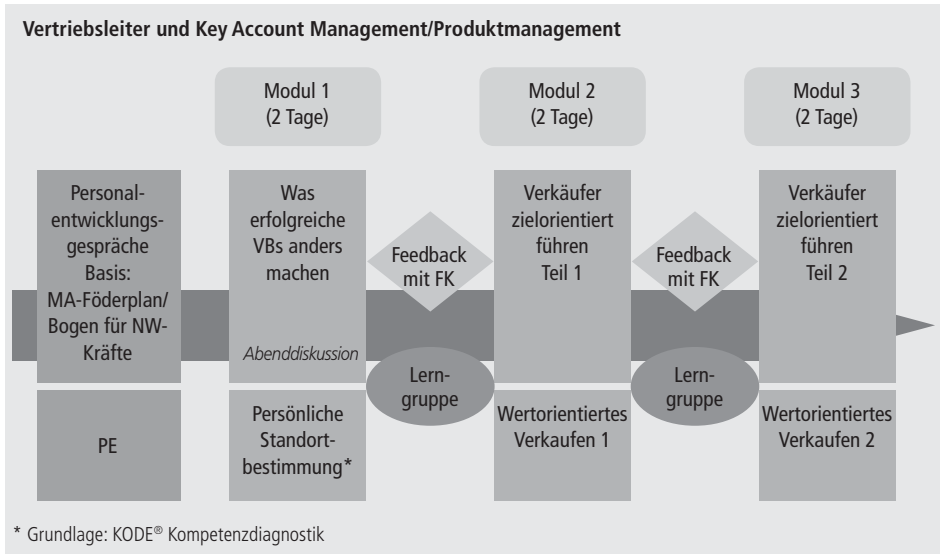 Vertriebsleiter und Key Account Management/Produktmanagement
Modul 1
(2 Tage)
Modul 2
(2 Tage)
Modul 3
(2 Tage)
Personal-
entwicklungs-
gespräche
Basis:
MA-Föderplan/
Bogen für NW-
Kräfte
PE
Was
erfolgreiche
VBs anders
machen
Abenddiskussion
Persönliche
Standort-
bestimmung*
Feedback
mit FK
Lern-
gruppe
Verkäufer
zielorientiert
führen
Teil 1
Wertorientiertes
Verkaufen 1
Feedback
mit FK
Lern-
gruppe
Verkäufer
zielorientiert
führen
Teil 2
Wertorientiertes
Verkaufen 2
* Grundlage: KODE® Kompetenzdiagnostik